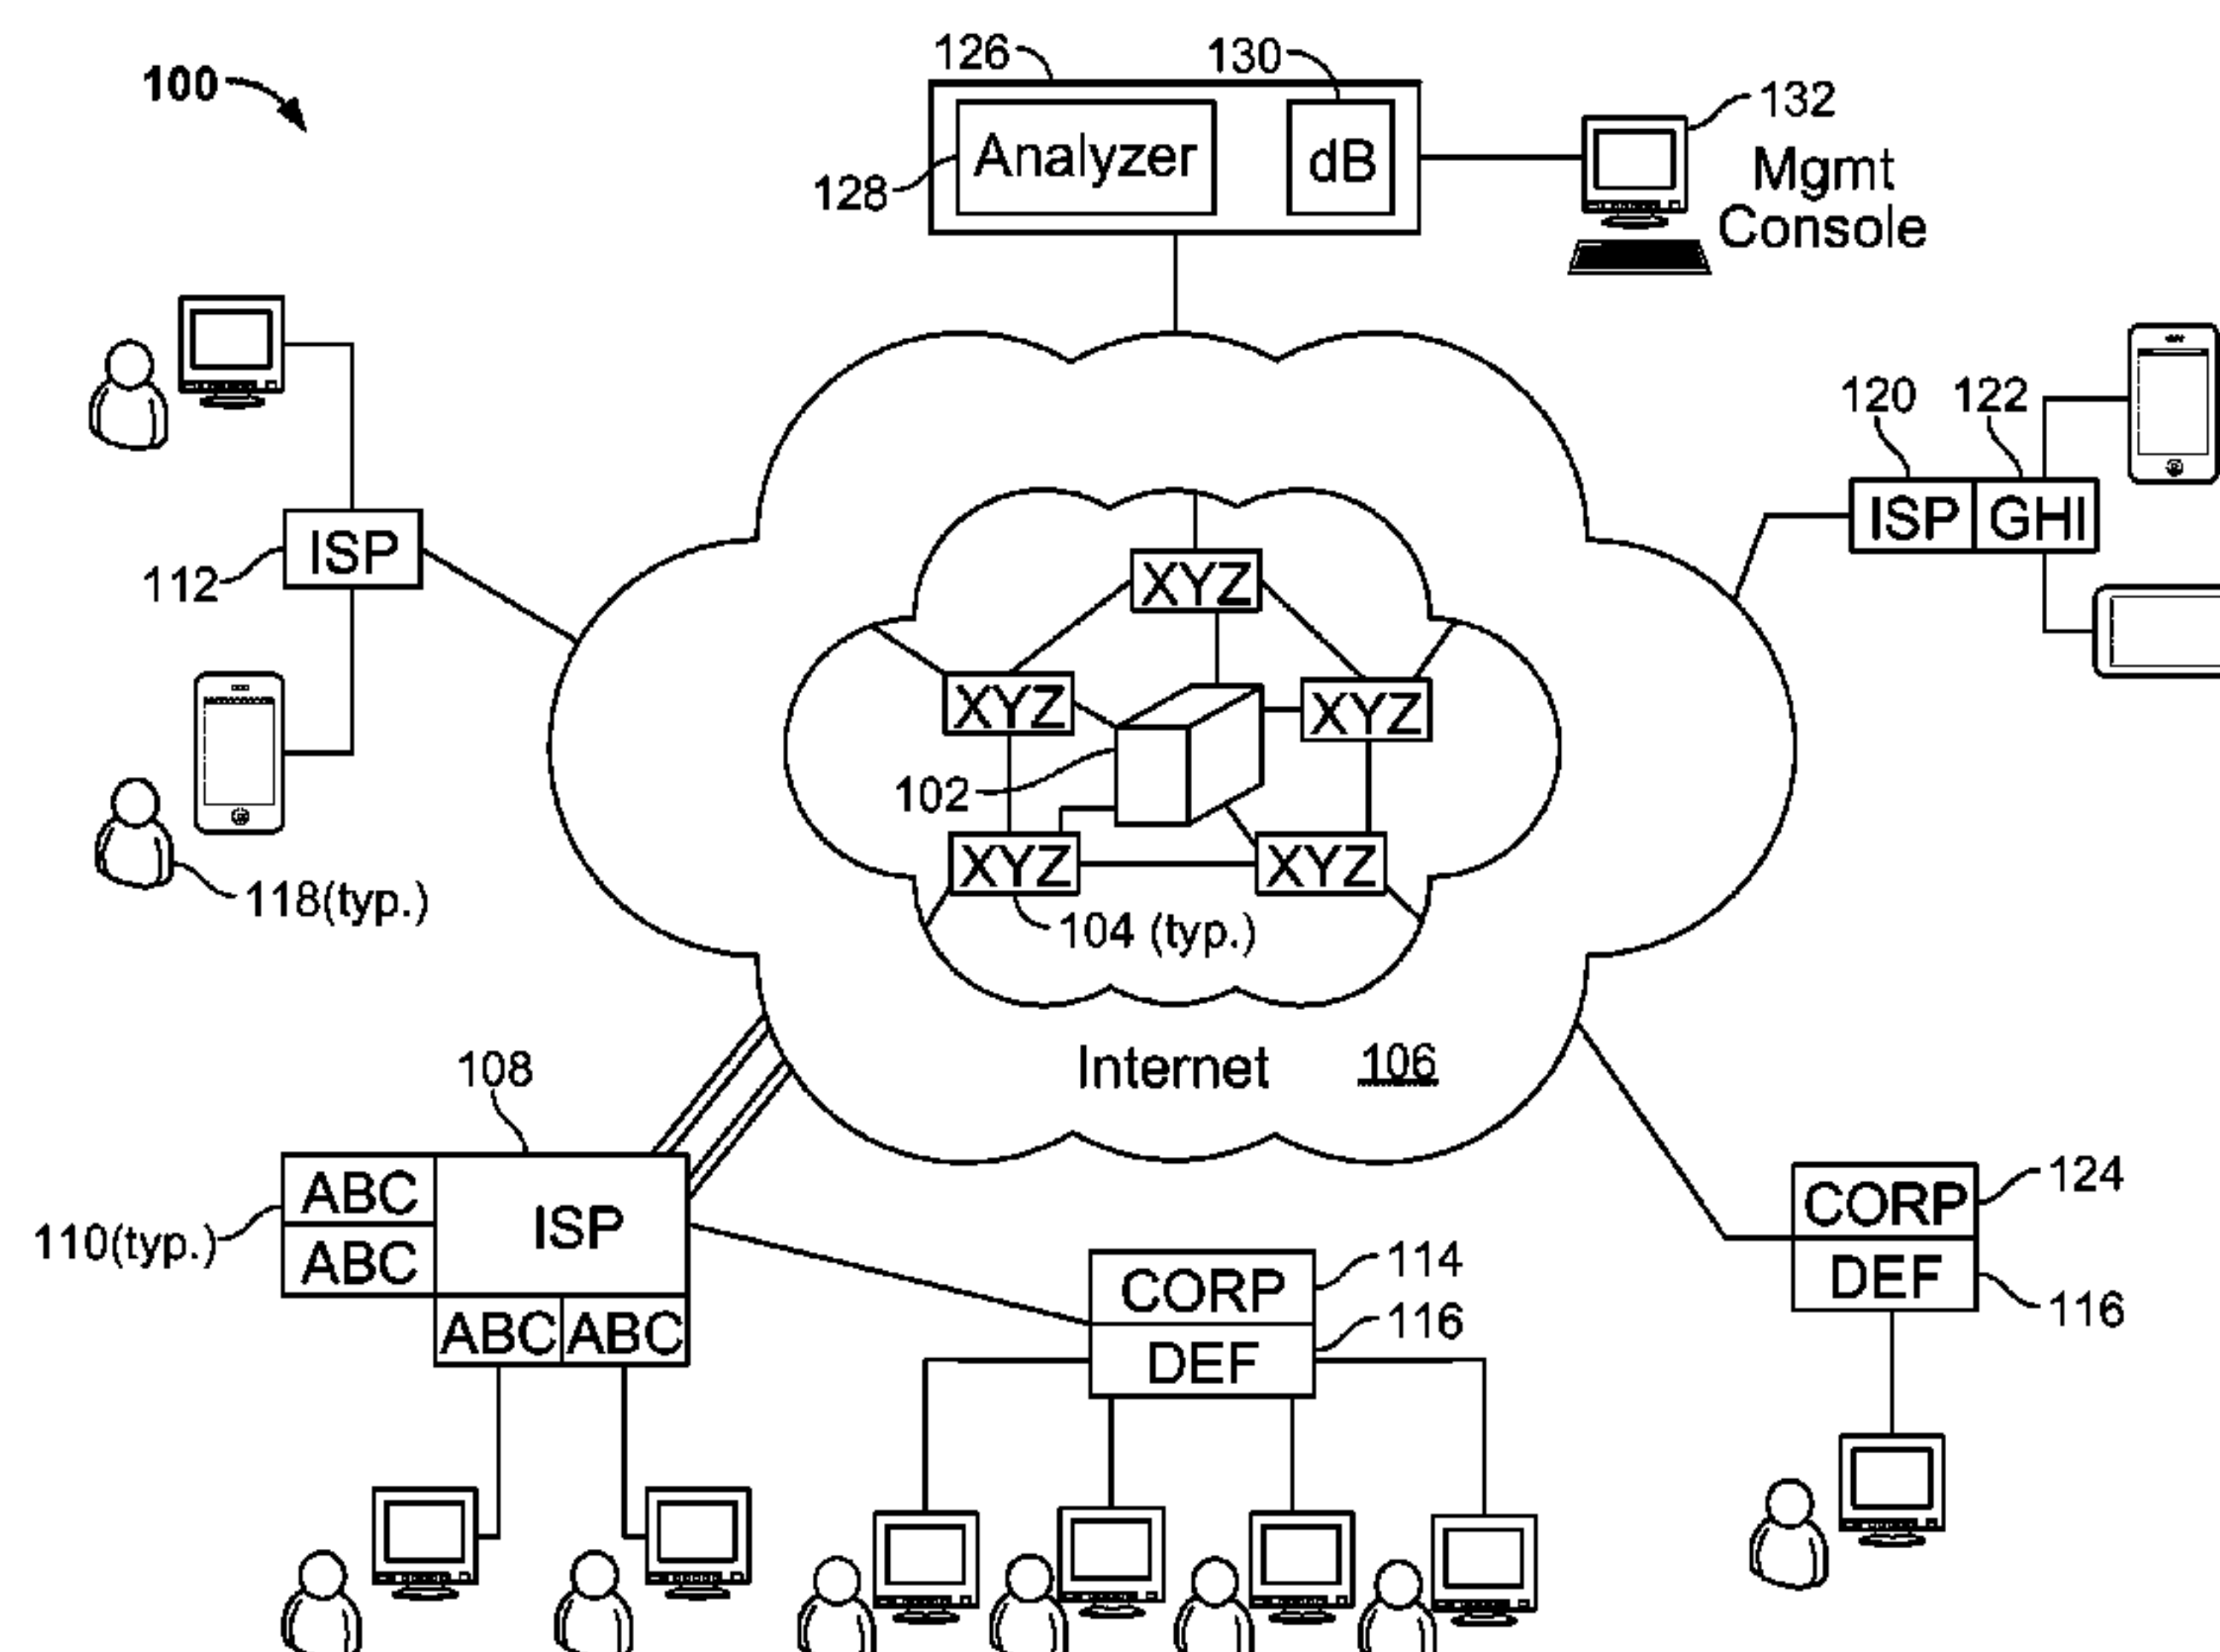 100
126
130
132
Analyzer
dB
128
Mgmt
Console
120 122
ISP GHI
ISP
112
XYZ
XYZ
XYZ
102
XYZ
XYZ
104 (typ.)
118(typ.)
Internet 106
108
ABC
ISP
110(typ.)
ABC
ABC ABC
CORP
114
DEF
116
CORP
124
DEF
116